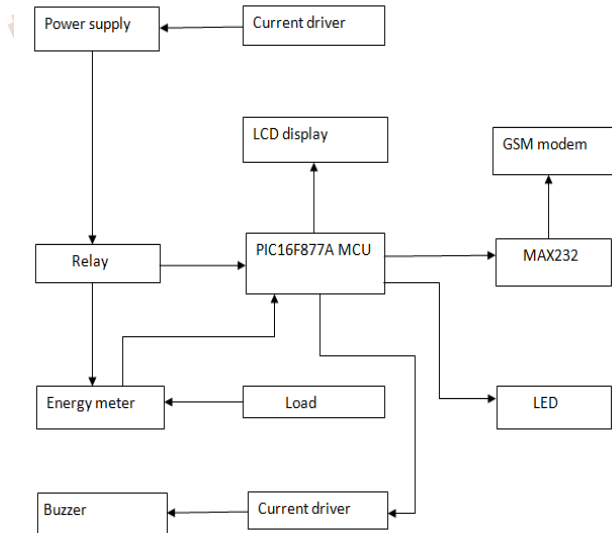 Power supply
Current driver
LCD display
GSM modem
Relay
PIC16F877A MCU
MAX232
Energy meter
Load
LED
Buzzer
Current driver